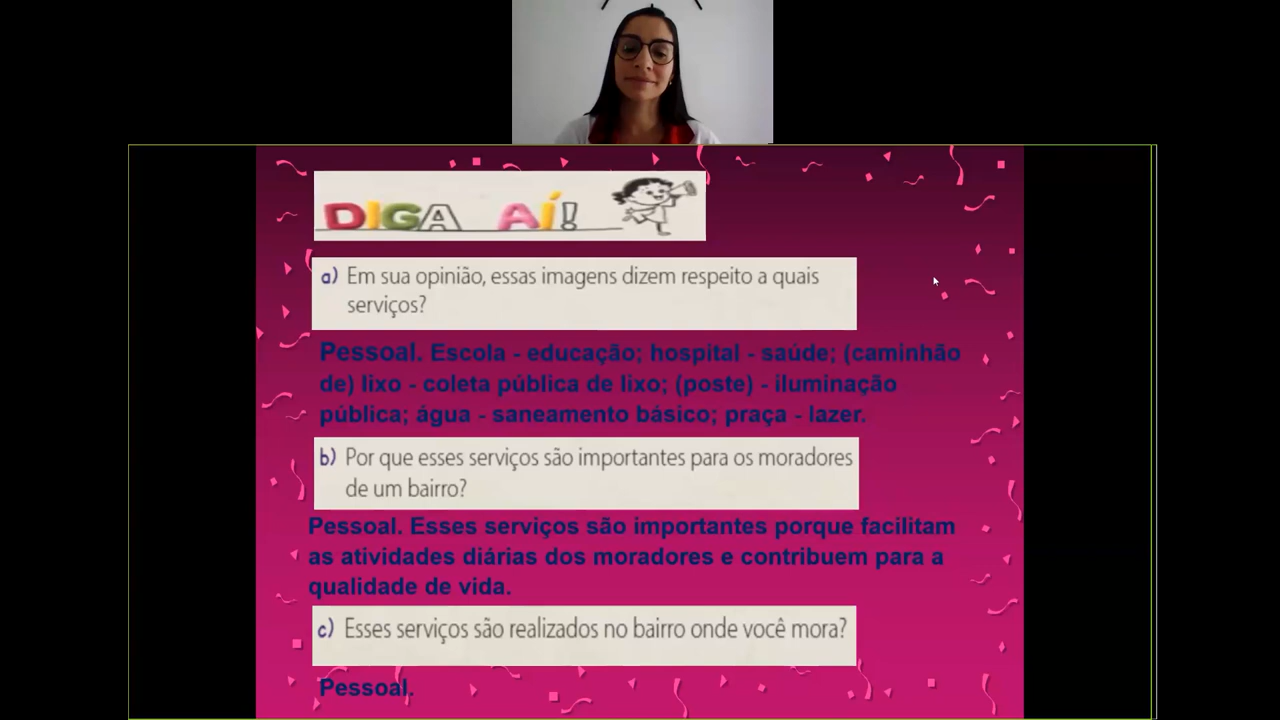 DIGA AÍ!
a) Em sua opinião, essas imagens dizem respeito a quais
serviços?
Pessoal. Escola - educação; hospital - saúde; (caminhão
de) lixo - coleta pública de lixo; (poste) - iluminação
pública; água - saneamento básico; praça - lazer.
b) Por que esses serviços são importantes para os moradores
de um bairro?
Pessoal. Esses serviços são importantes porque facilitam
as atividades diárias dos moradores e contribuem para a
qualidade de vida.
c) Esses serviços são realizados no bairro onde você mora?
Pessoal.